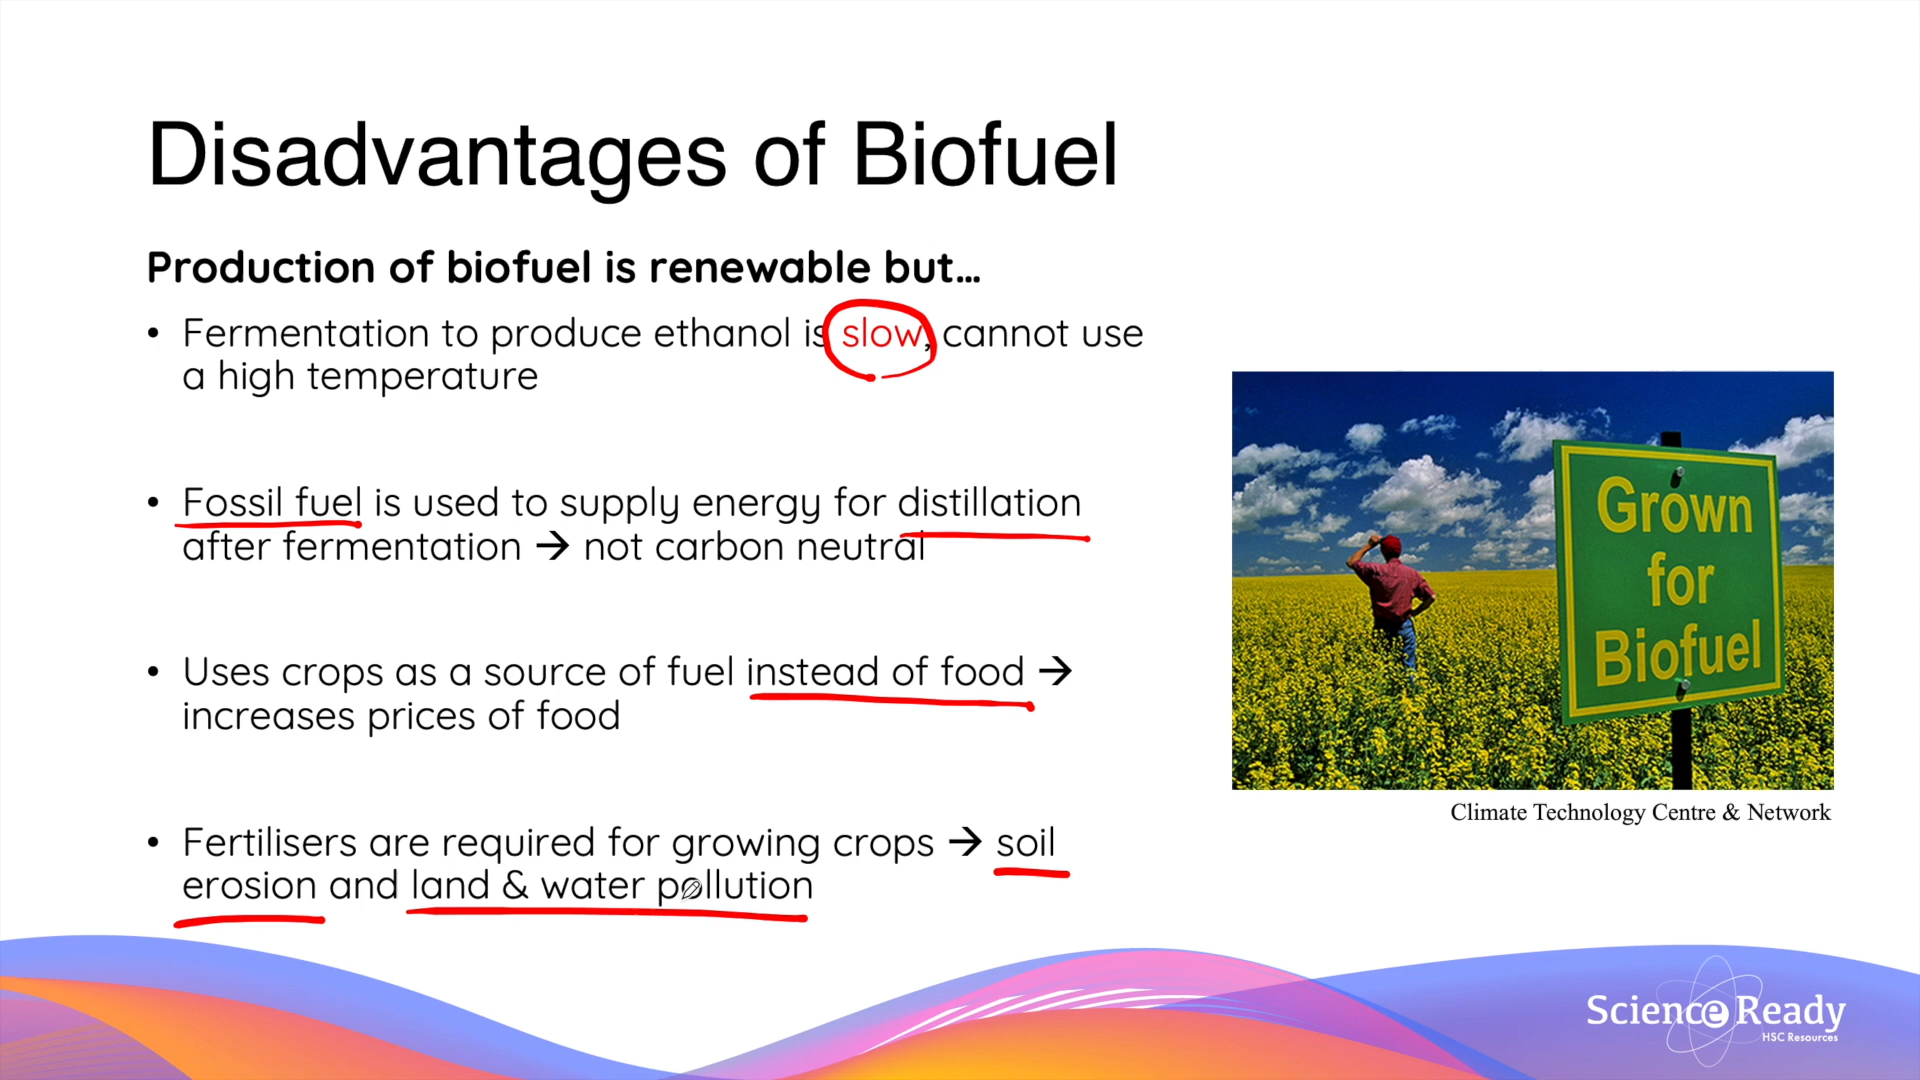 Disadvantages of Biofuel
Production of biofuel is renewable but...
• Fermentation to produce ethanol is slow, cannot use
a high temperature
• Fossil fuel is used to supply energy for distillation
after fermentation → not carbon neutral
• Uses crops as a source of fuel instead of food →
increases prices of food
• Fertilisers are required for growing crops → soil
erosion and land & water pollution
Grown
for
Biofuel
Climate Technology Centre & Network
Science Ready
HSC Resources